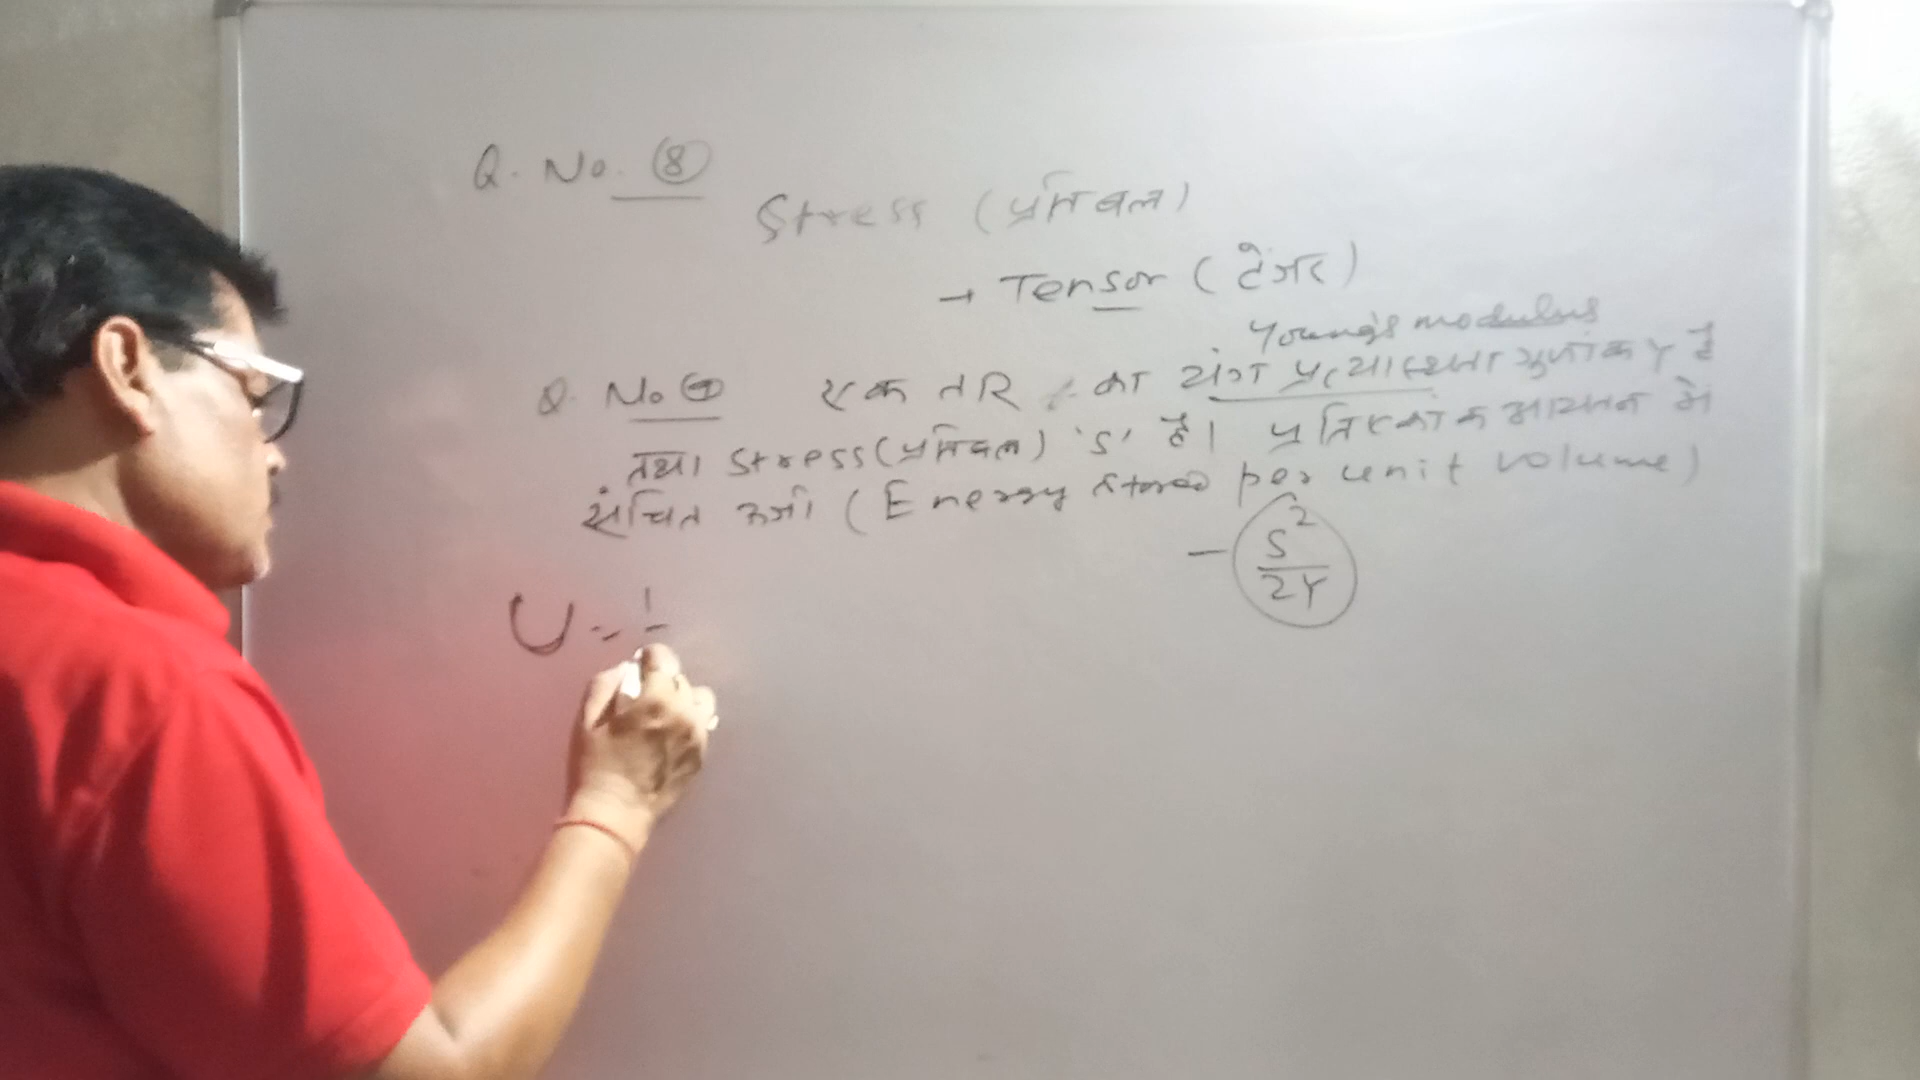 Q. No. ⑧
Stress (प्रतिबल)
→ Tensor (टेंजर)
Young's modulus
Q. No ⑨ एक तार का यंग प्रत्यास्थता गुणांक Y है
तथा stress (प्रतिबल) 'S' है। प्रति एकांक आयतन में
संचित ऊर्जा (Energy stored per unit volume)
— S²/2Y
U = 1